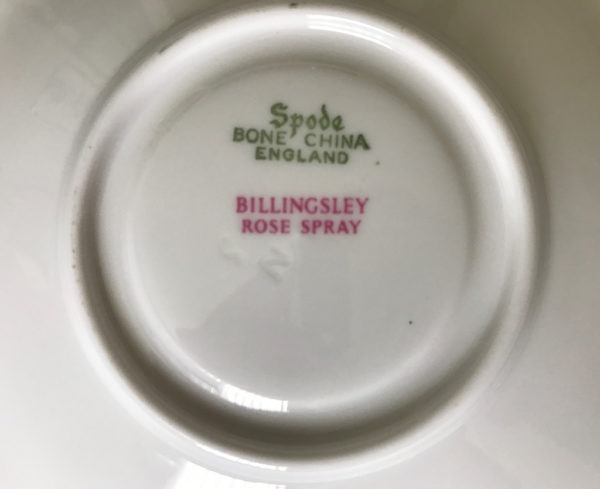 Spode
BONE CHINA
ENGLAND
BILLINGSLEY
ROSE SPRAY